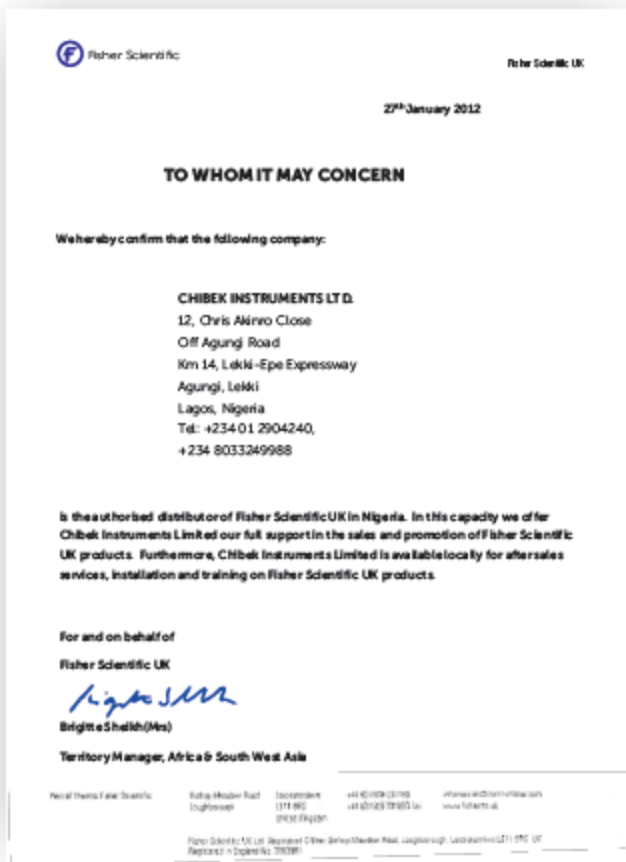 Fisher Scientific
Fisher Scientific UK
27th January 2012
TO WHOM IT MAY CONCERN
We hereby confirm that the following company:
CHIBEK INSTRUMENTS LTD.
12, Chris Akinro Close
Off Agungi Road
Km 14, Lekki-Epe Expressway
Agungi, Lekki
Lagos, Nigeria
Tel: +234 01 2904240,
+234 8033249988
is the authorised distributor of Fisher Scientific UK in Nigeria. In this capacity we offer
Chibek Instruments Limited our full support in the sales and promotion of Fisher Scientific
UK products. Furthermore, Chibek Instruments Limited is available locally for after sales
services, installation and training on Fisher Scientific UK products.
For and on behalf of
Fisher Scientific UK
Brigitte Sheikh (Mrs)
Territory Manager, Africa & South West Asia
Part of Thermo Fisher Scientific
Bishop Meadow Road
Loughborough
Leicestershire
United Kingdom